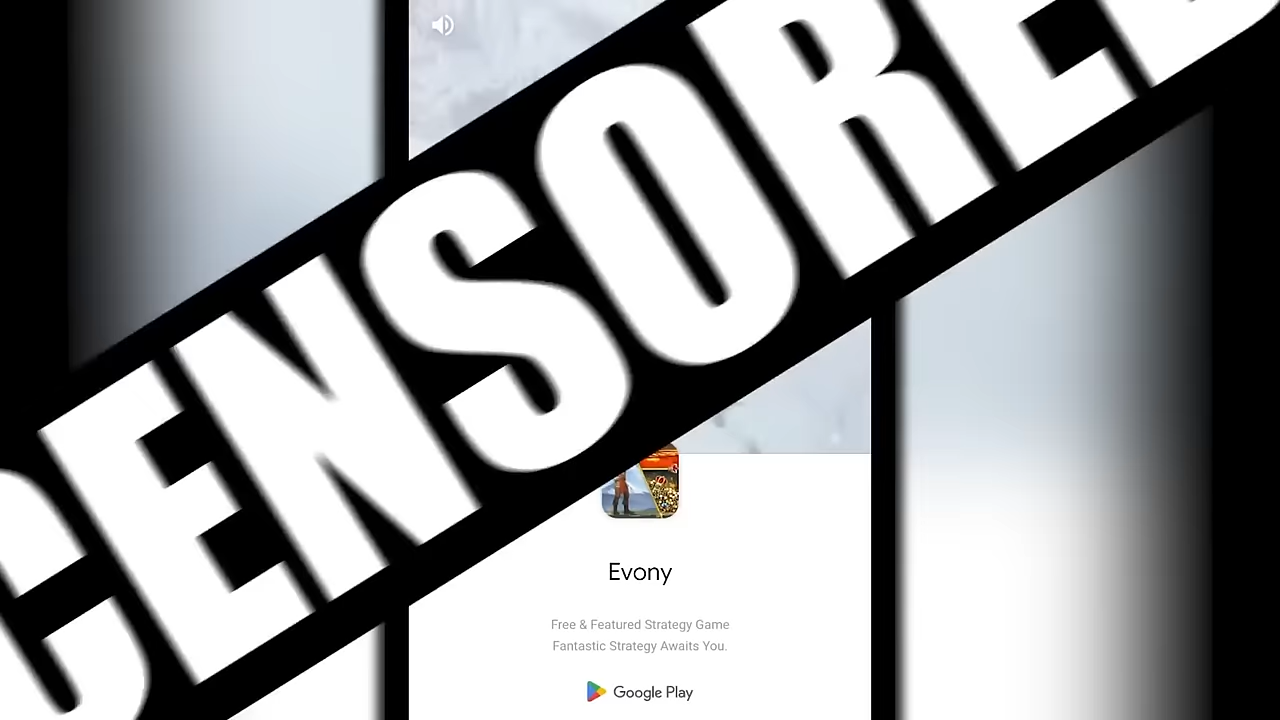 CENSORED
Evony
Free & Featured Strategy Game
Fantastic Strategy Awaits You.
Google Play